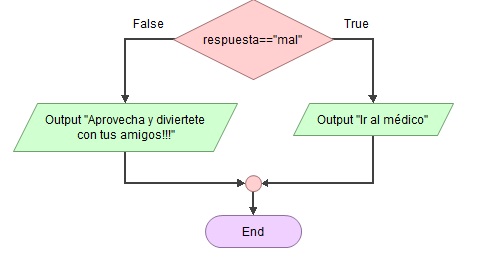 False
True
respuesta=="mal"
Output "Aprovecha y diviertete
con tus amigos!!!"
Output "Ir al médico"
End